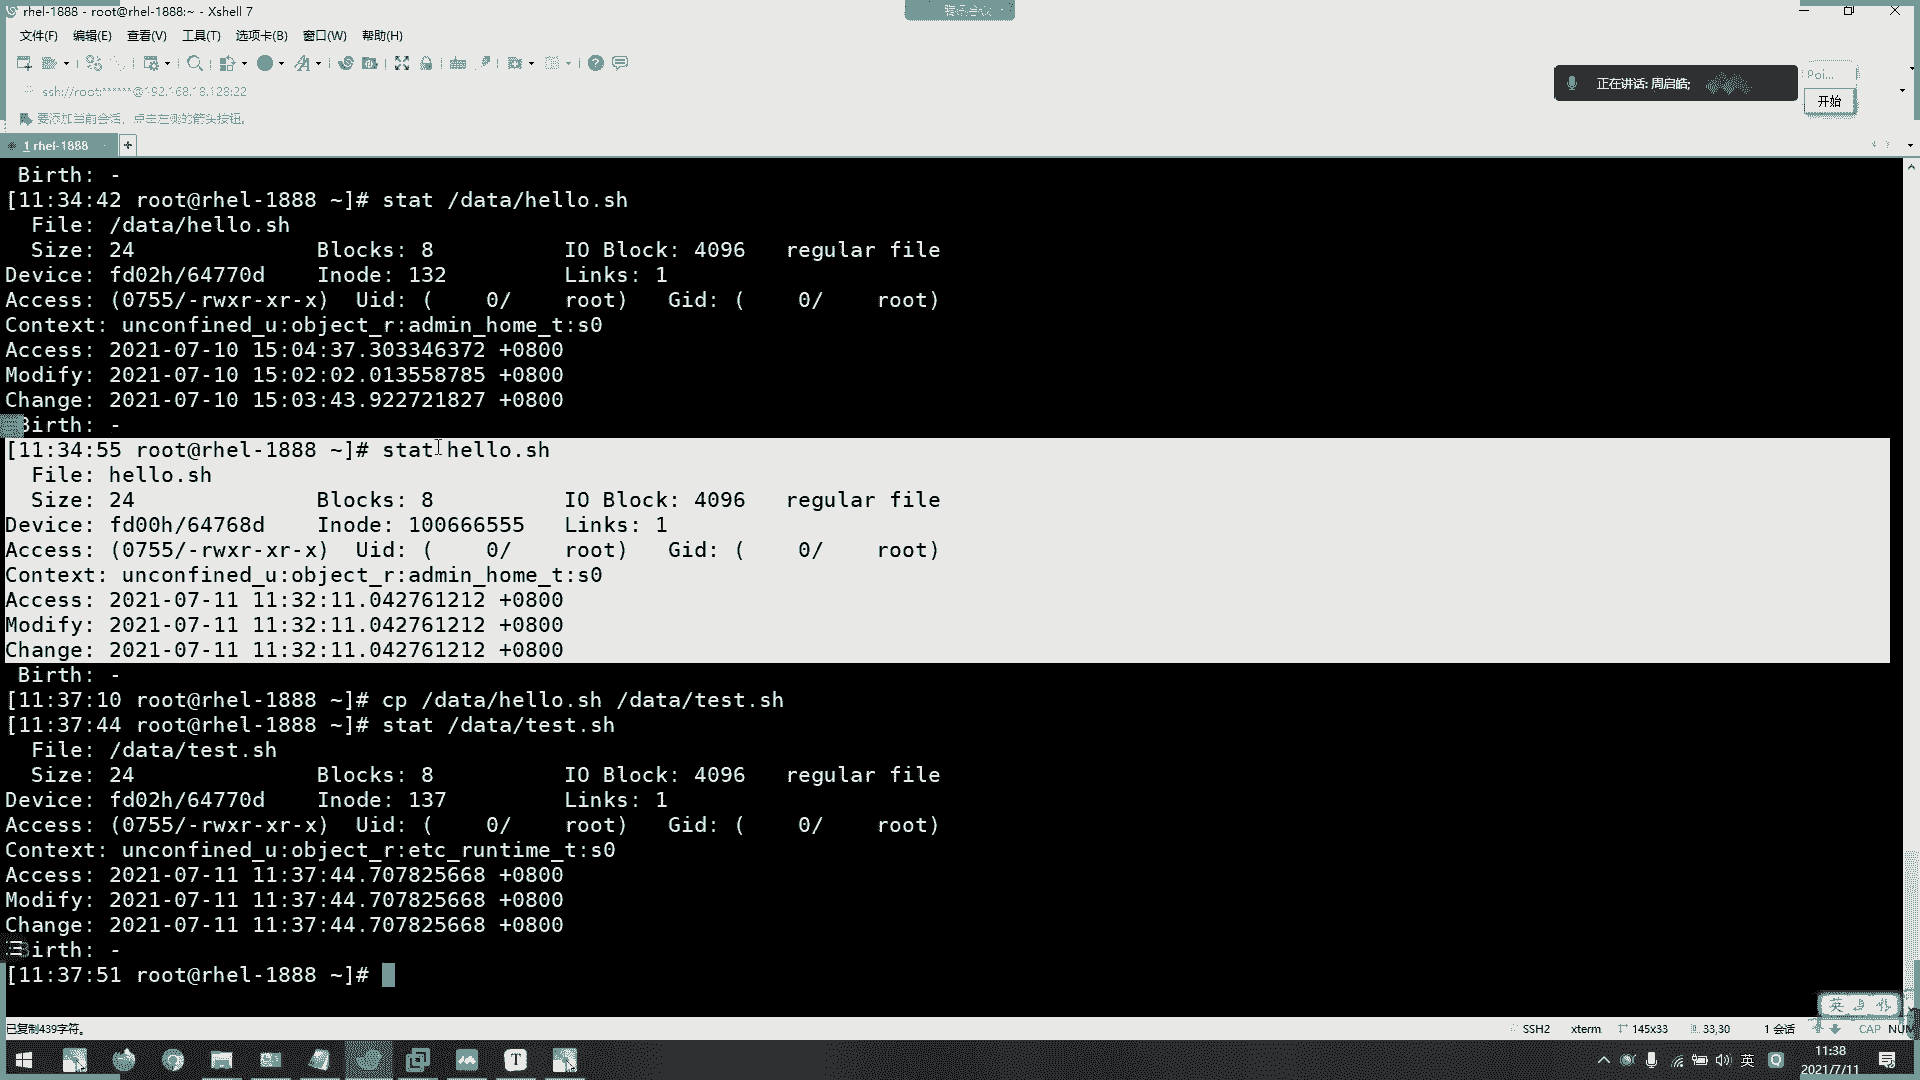 rhel-1888 - root@rhel-1888:~ - Xshell 7
腾讯会议
文件(F) 编辑(E) 查看(V) 工具(T) 选项卡(B) 窗口(W) 帮助(H)
ssh://root:******@192.168.18.128:22
正在讲话: 周启皓;
Poi...
开始
要添加当前会话，点击左侧的箭头按钮。
1 rhel-1888
Birth: -
[11:34:42 root@rhel-1888 ~]# stat /data/hello.sh
File: /data/hello.sh
Size: 24 Blocks: 8 IO Block: 4096 regular file
Device: fd02h/64770d Inode: 132 Links: 1
Access: (0755/-rwxr-xr-x) Uid: ( 0/ root) Gid: ( 0/ root)
Context: unconfined_u:object_r:admin_home_t:s0
Access: 2021-07-10 15:04:37.303346372 +0800
Modify: 2021-07-10 15:02:02.013558785 +0800
Change: 2021-07-10 15:03:43.922721827 +0800
Birth: -
[11:34:55 root@rhel-1888 ~]# stat hello.sh
File: hello.sh
Size: 24 Blocks: 8 IO Block: 4096 regular file
Device: fd00h/64768d Inode: 100666555 Links: 1
Access: (0755/-rwxr-xr-x) Uid: ( 0/ root) Gid: ( 0/ root)
Context: unconfined_u:object_r:admin_home_t:s0
Access: 2021-07-11 11:32:11.042761212 +0800
Modify: 2021-07-11 11:32:11.042761212 +0800
Change: 2021-07-11 11:32:11.042761212 +0800
Birth: -
[11:37:10 root@rhel-1888 ~]# cp /data/hello.sh /data/test.sh
[11:37:44 root@rhel-1888 ~]# stat /data/test.sh
File: /data/test.sh
Size: 24 Blocks: 8 IO Block: 4096 regular file
Device: fd02h/64770d Inode: 137 Links: 1
Access: (0755/-rwxr-xr-x) Uid: ( 0/ root) Gid: ( 0/ root)
Context: unconfined_u:object_r:etc_runtime_t:s0
Access: 2021-07-11 11:37:44.707825668 +0800
Modify: 2021-07-11 11:37:44.707825668 +0800
Change: 2021-07-11 11:37:44.707825668 +0800
Birth: -
[11:37:51 root@rhel-1888 ~]#
英
已复制439字符。 SSH2 xterm 145x33 33,30 1 会话 CAP NUM
英 11:38
2021/7/11